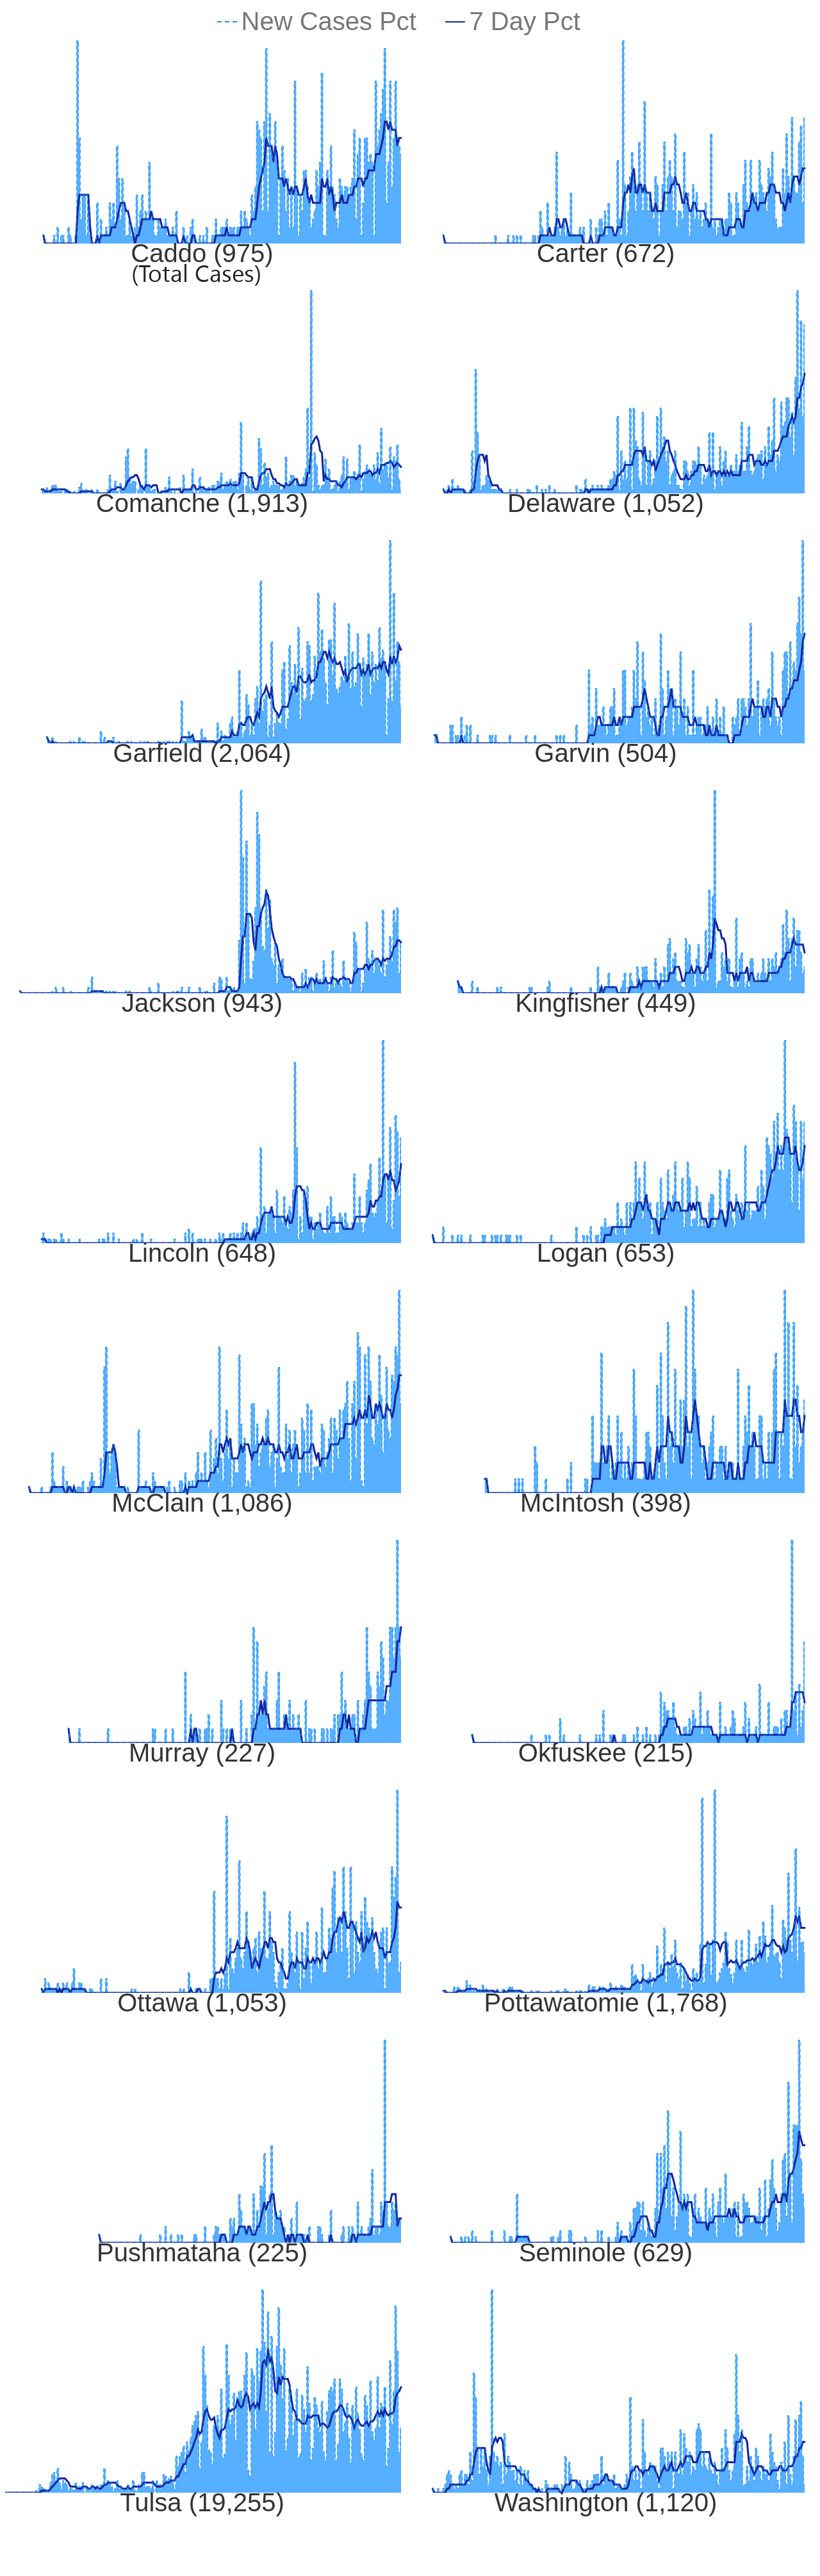 New Cases Pct 7 Day Pct
Caddo (975) Carter (672)
(Total Cases)
Comanche (1,913) Delaware (1,052)
Garfield (2,064) Garvin (504)
Jackson (943) Kingfisher (449)
Lincoln (648) Logan (653)
McClain (1,086) McIntosh (398)
Murray (227) Okfuskee (215)
Ottawa (1,053) Pottawatomie (1,768)
Pushmataha (225) Seminole (629)
Tulsa (19,255) Washington (1,120)